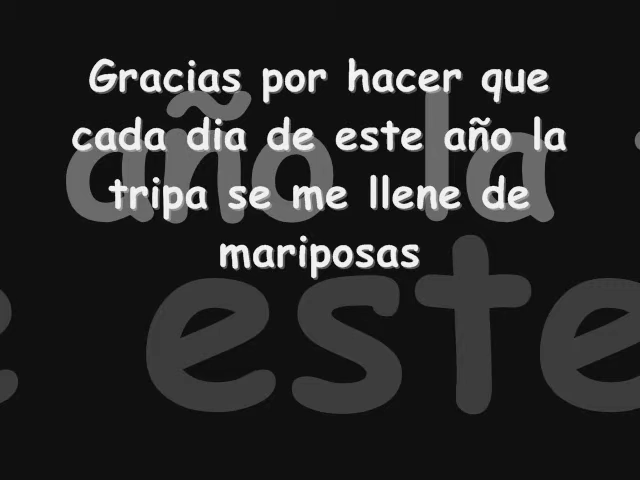 Gracias por hacer que
cada dia de este año la
tripa se me llene de
mariposas
año la
este